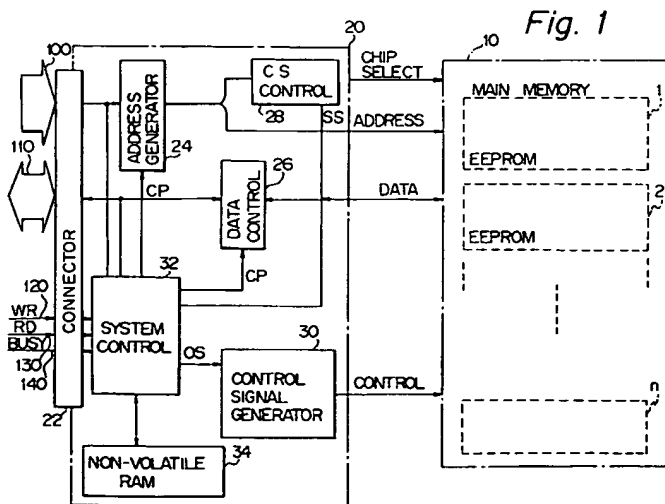 Fig. 1
20
10
100
CHIP
SELECT
CS
CONTROL
28
SS
ADDRESS
GENERATOR
24
ADDRESS
MAIN MEMORY
1
EEPROM
110
CP
26
DATA
CONTROL
DATA
2
EEPROM
CONNECTOR
32
CP
120
WR
RD
BUSY
130
140
22
SYSTEM
CONTROL
OS
30
CONTROL
SIGNAL
GENERATOR
CONTROL
n
34
NON-VOLATILE
RAM